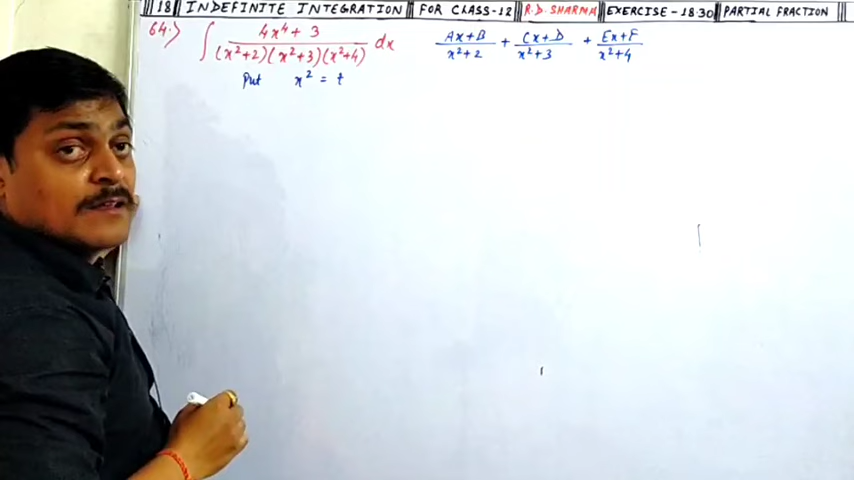 18 INDEFINITE INTEGRATION FOR CLASS-12 R.D. SHARMA EXERCISE-18.30 PARTIAL FRACTION
64.> ∫ (4x⁴ + 3) / ((x²+2)(x²+3)(x²+4)) dx (Ax+B)/(x²+2) + (Cx+D)/(x²+3) + (Ex+F)/(x²+4)
Put x² = t